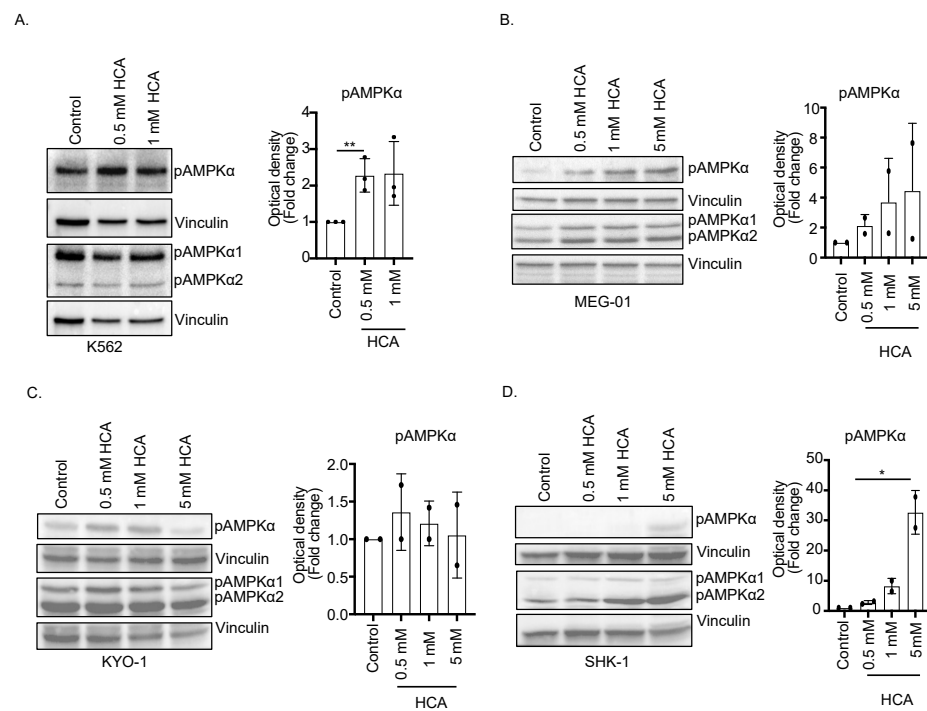 A.
Control
0.5 mM HCA
1 mM HCA
pAMPKα
Vinculin
pAMPKα1
pAMPKα2
Vinculin
K562
pAMPKα
Optical density
(Fold change)
4
3
2
1
0
**
Control
0.5 mM
1 mM
HCA
B.
Control
0.5 mM HCA
1 mM HCA
5 mM HCA
pAMPKα
Vinculin
pAMPKα1
pAMPKα2
Vinculin
MEG-01
pAMPKα
Optical density
(Fold change)
10
8
6
4
2
0
Control
0.5 mM
1 mM
5 mM
HCA
C.
Control
0.5 mM HCA
1 mM HCA
5 mM HCA
pAMPKα
Vinculin
pAMPKα1
pAMPKα2
Vinculin
KYO-1
pAMPKα
Optical density
(Fold change)
2.0
1.5
1.0
0.5
0.0
Control
0.5 mM
1 mM
5 mM
HCA
D.
Control
0.5 mM HCA
1 mM HCA
5 mM HCA
pAMPKα
Vinculin
pAMPKα1
pAMPKα2
Vinculin
SHK-1
pAMPKα
Optical density
(Fold change)
50
40
30
20
10
0
*
Control
0.5 mM
1 mM
5 mM
HCA